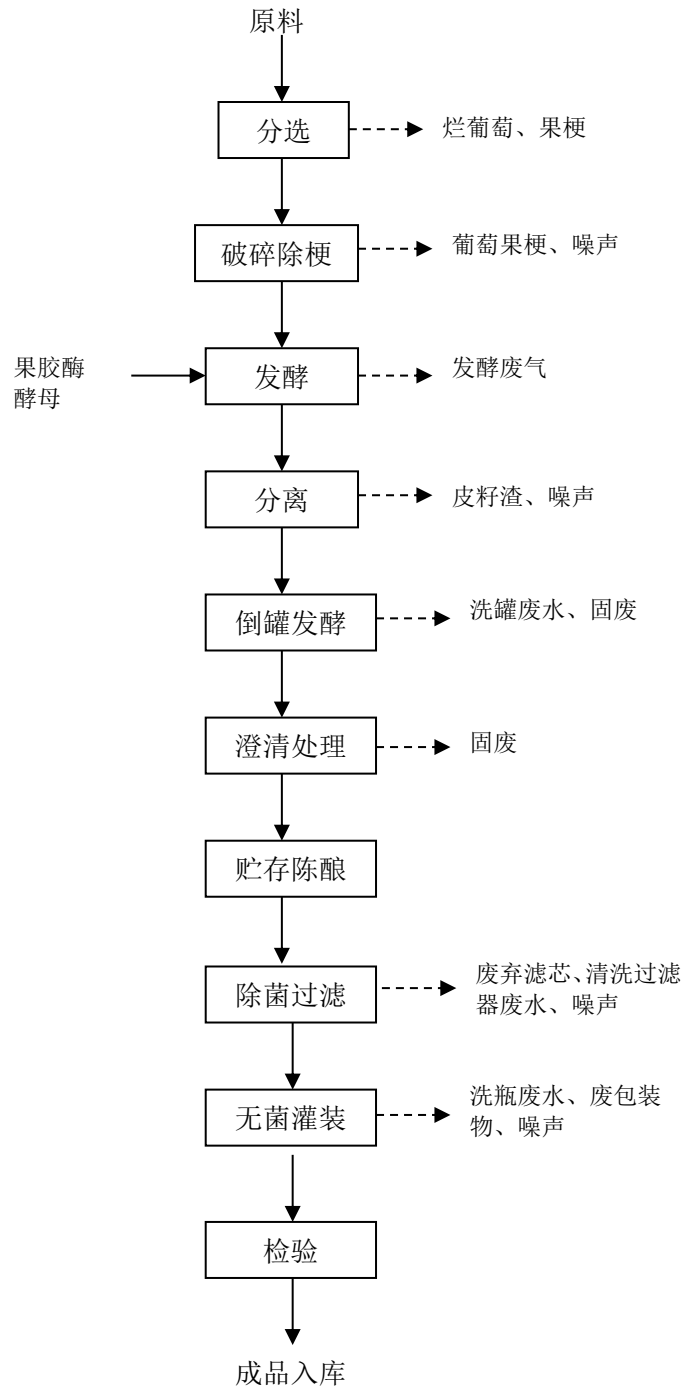 原料
分选
烂葡萄、果梗
破碎除梗
葡萄果梗、噪声
果胶酶
酵母
发酵
发酵废气
分离
皮籽渣、噪声
倒罐发酵
洗罐废水、固废
澄清处理
固废
贮存陈酿
除菌过滤
废弃滤芯、清洗过滤
器废水、噪声
无菌灌装
洗瓶废水、废包装
物、噪声
检验
成品入库